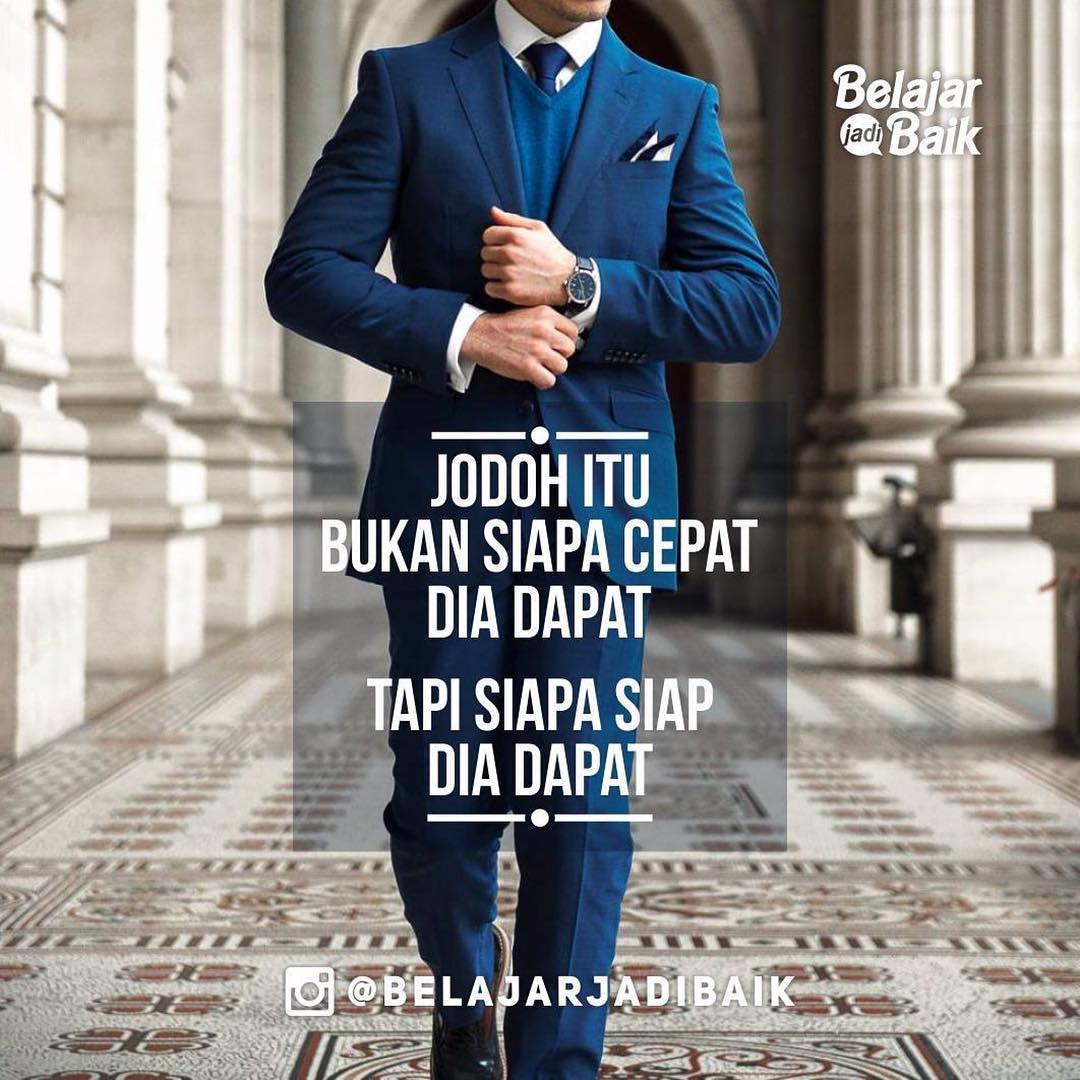 Belajar
jadi Baik
JODOH ITU
BUKAN SIAPA CEPAT
DIA DAPAT
TAPI SIAPA SIAP
DIA DAPAT
@BELAJARJADIBAIK